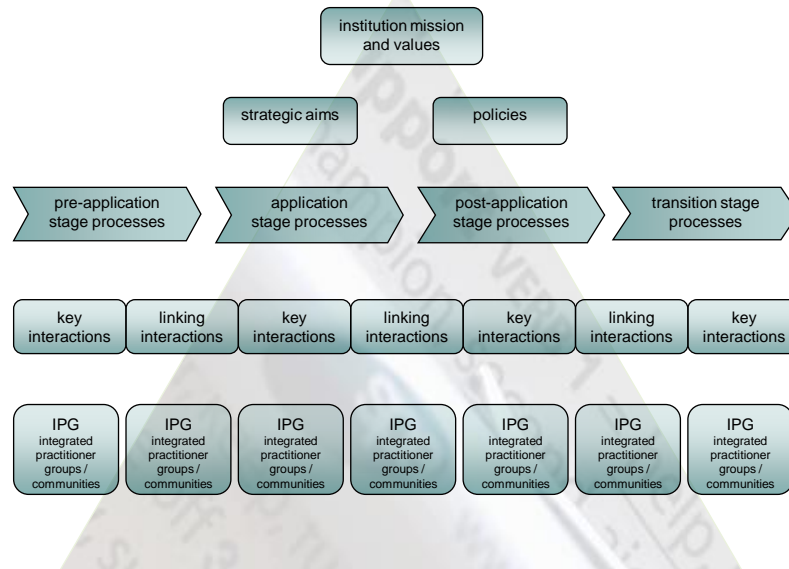 institution mission
and values
strategic aims
policies
pre-application
stage processes
application
stage processes
post-application
stage processes
transition stage
processes
key
interactions
linking
interactions
key
interactions
linking
interactions
key
interactions
linking
interactions
key
interactions
IPG
integrated
practitioner
groups /
communities
IPG
integrated
practitioner
groups /
communities
IPG
integrated
practitioner
groups /
communities
IPG
integrated
practitioner
groups /
communities
IPG
integrated
practitioner
groups /
communities
IPG
integrated
practitioner
groups /
communities
IPG
integrated
practitioner
groups /
communities